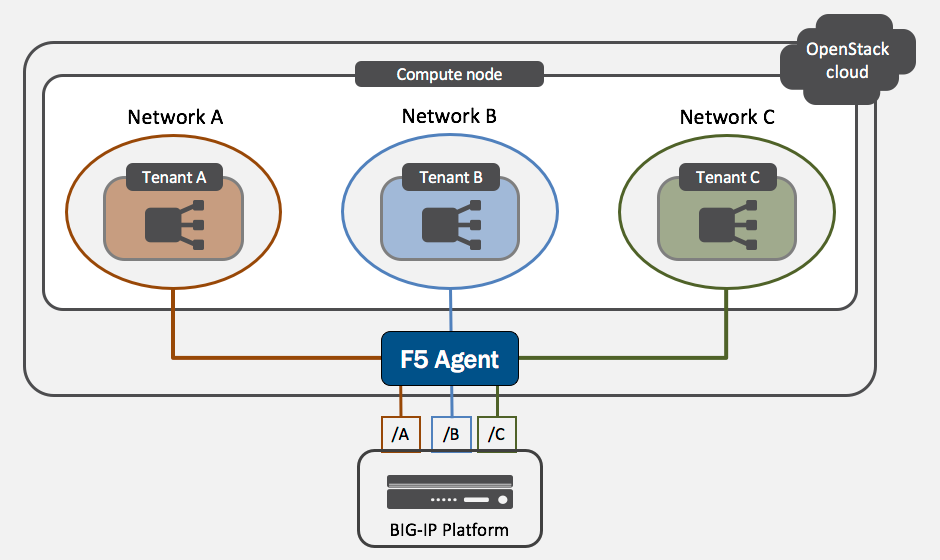 OpenStack
cloud
Compute node
Network A
Network B
Network C
Tenant A
Tenant B
Tenant C
F5 Agent
/A
/B
/C
BIG-IP Platform